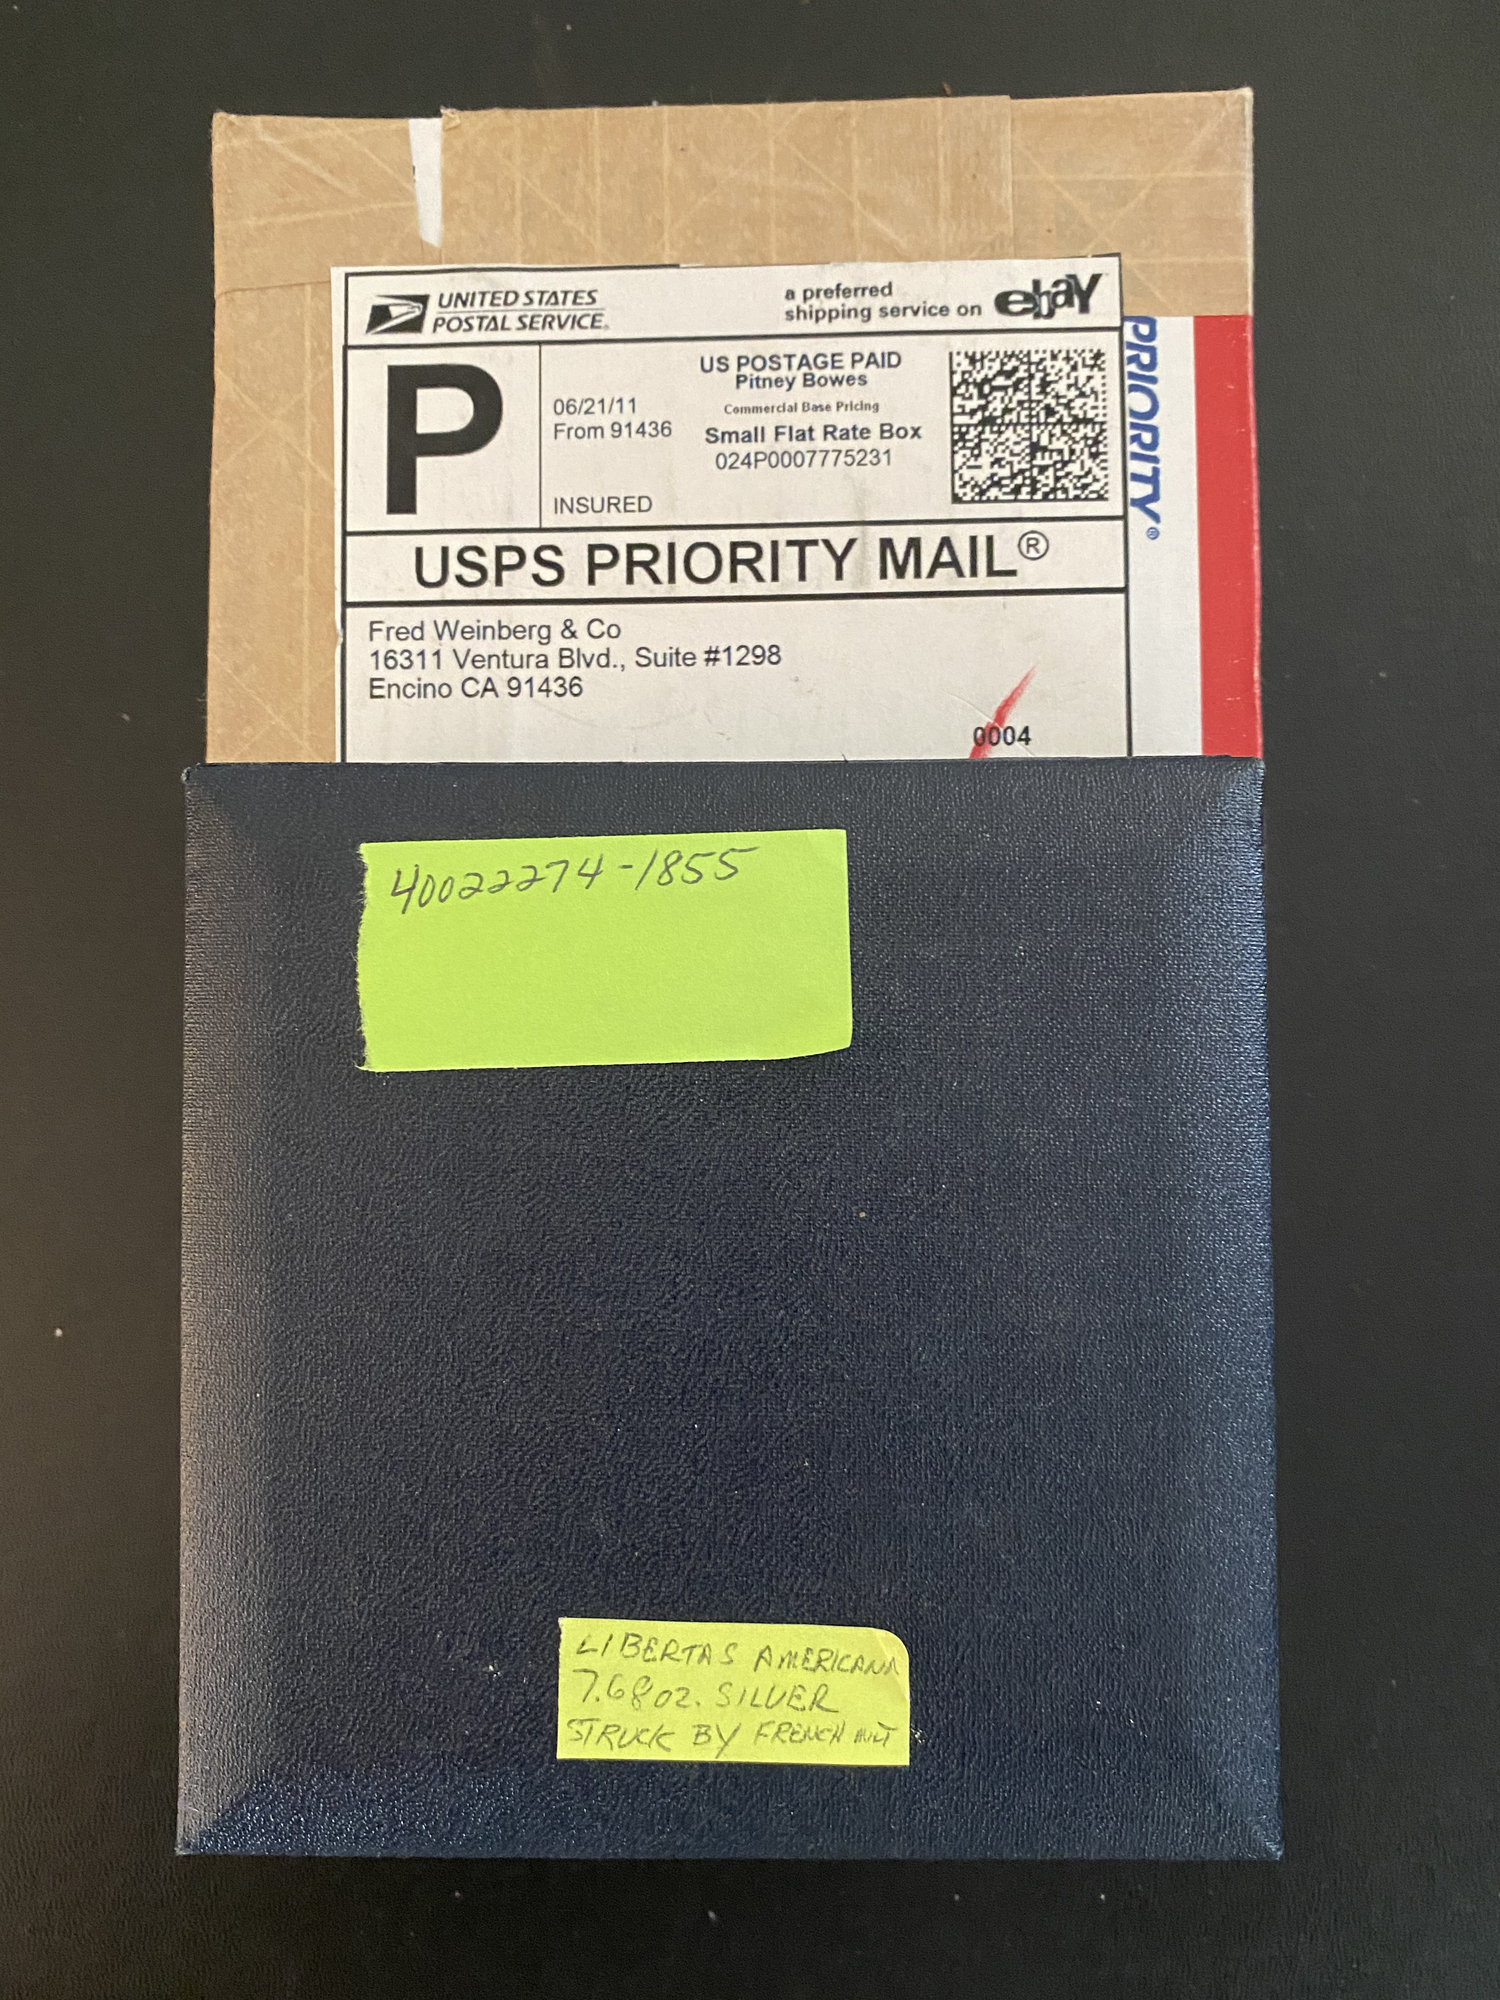 UNITED STATES
POSTAL SERVICE®
a preferred
shipping service on ebay
P
06/21/11
From 91436
INSURED
US POSTAGE PAID
Pitney Bowes
Commercial Base Pricing
Small Flat Rate Box
024P0007775231
PRIORITY®
USPS PRIORITY MAIL®
Fred Weinberg & Co
16311 Ventura Blvd., Suite #1298
Encino CA 91436
0004
40022274-1855
LIBERTAS AMERICANA
7.68 oz. SILVER
STRUCK BY FRENCH MINT